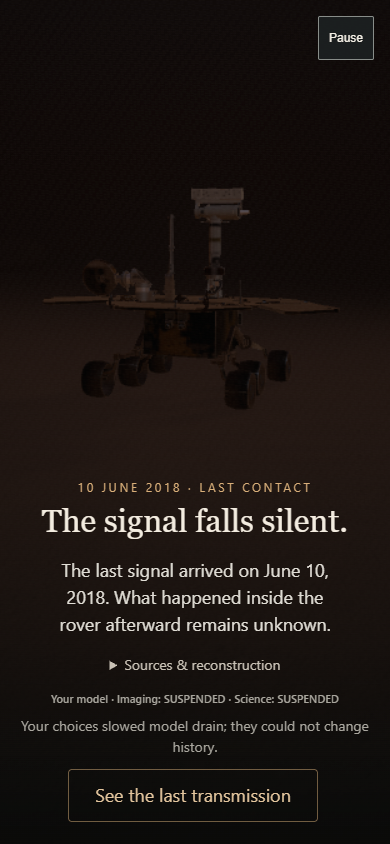 Pause
10 JUNE 2018 · LAST CONTACT
The signal falls silent.
The last signal arrived on June 10,
2018. What happened inside the
rover afterward remains unknown.
▶ Sources & reconstruction
Your model · Imaging: SUSPENDED · Science: SUSPENDED
Your choices slowed model drain; they could not change
history.
See the last transmission